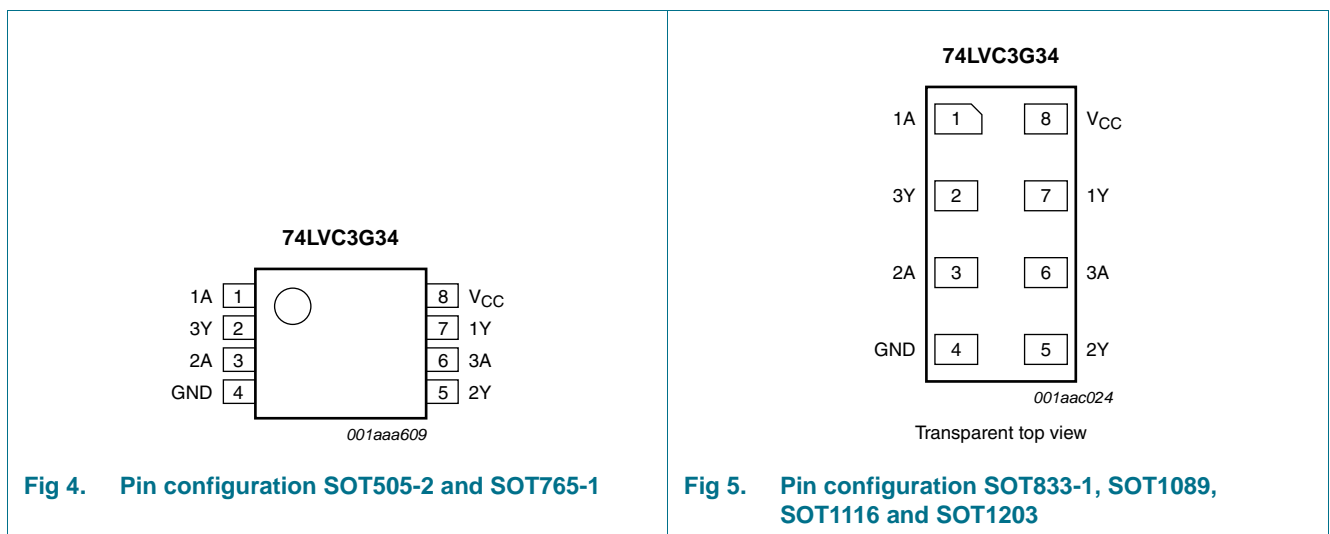 74LVC3G34
1A 1 8 VCC
3Y 2 7 1Y
2A 3 6 3A
GND 4 5 2Y
001aaa609
Fig 4. Pin configuration SOT505-2 and SOT765-1
74LVC3G34
1A 1 8 VCC
3Y 2 7 1Y
2A 3 6 3A
GND 4 5 2Y
001aac024
Transparent top view
Fig 5. Pin configuration SOT833-1, SOT1089,
SOT1116 and SOT1203